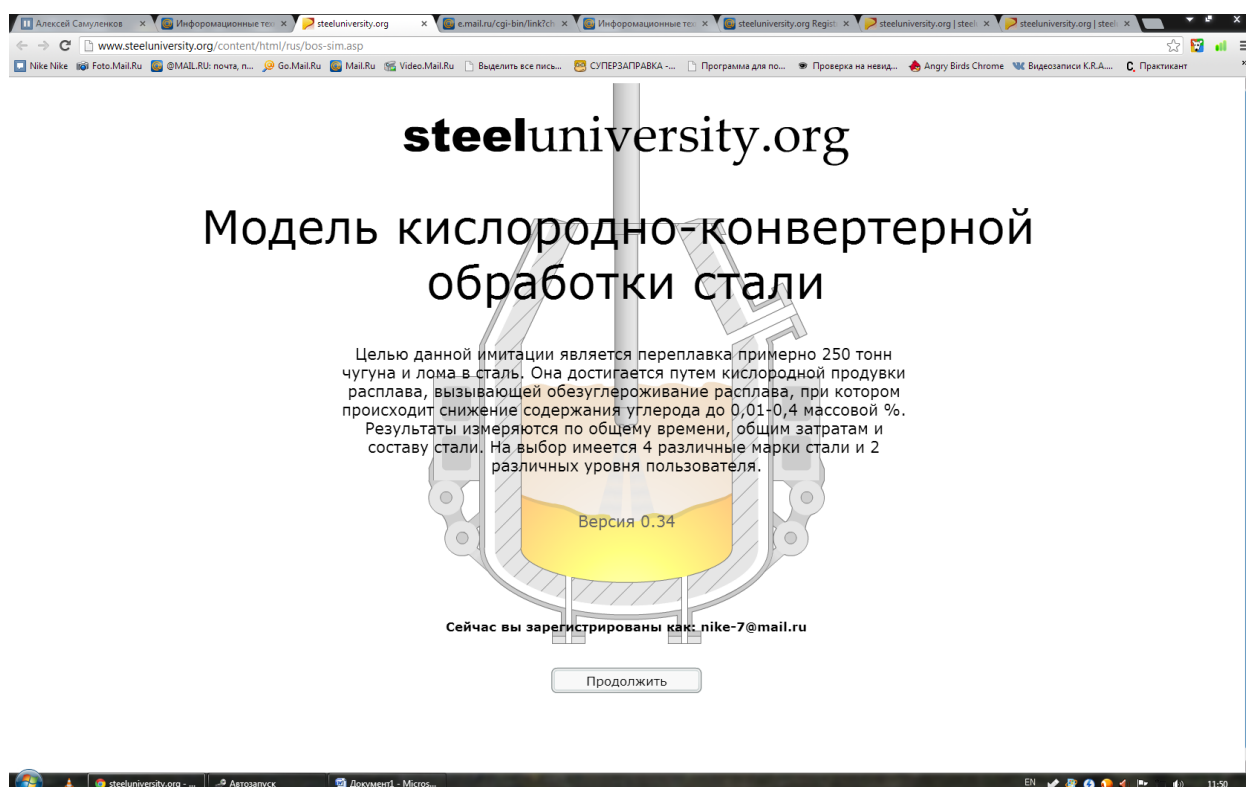 Алексей Самуленков
Информационные тех
steeluniversity.org
e.mail.ru/cgi-bin/link?ch
Информационные тех
steeluniversity.org Regist
steeluniversity.org | steel
steeluniversity.org | steel
www.steeluniversity.org/content/html/rus/bos-sim.asp
Nike Nike
Foto.Mail.Ru
@MAIL.RU: почта, п...
Go.Mail.Ru
Mail.Ru
Video.Mail.Ru
Выделить все пись...
СУПЕРЗАПРАВКА -...
Программа для по...
Проверка на невид...
Angry Birds Chrome
Видеозаписи K.R.A....
Практикант
steeluniversity.org
Модель кислородно-конвертерной
обработки стали
Целью данной имитации является переплавка примерно 250 тонн
чугуна и лома в сталь. Она достигается путем кислородной продувки
расплава, вызывающей обезуглероживание расплава, при котором
происходит снижение содержания углерода до 0,01-0,4 массовой %.
Результаты измеряются по общему времени, общим затратам и
составу стали. На выбор имеется 4 различные марки стали и 2
различных уровня пользователя.
Версия 0.34
Сейчас вы зарегистрированы как: nike-7@mail.ru
Продолжить
steeluniversity.org - ...
Автозапуск
Документ1 - Micros...
EN
11:50